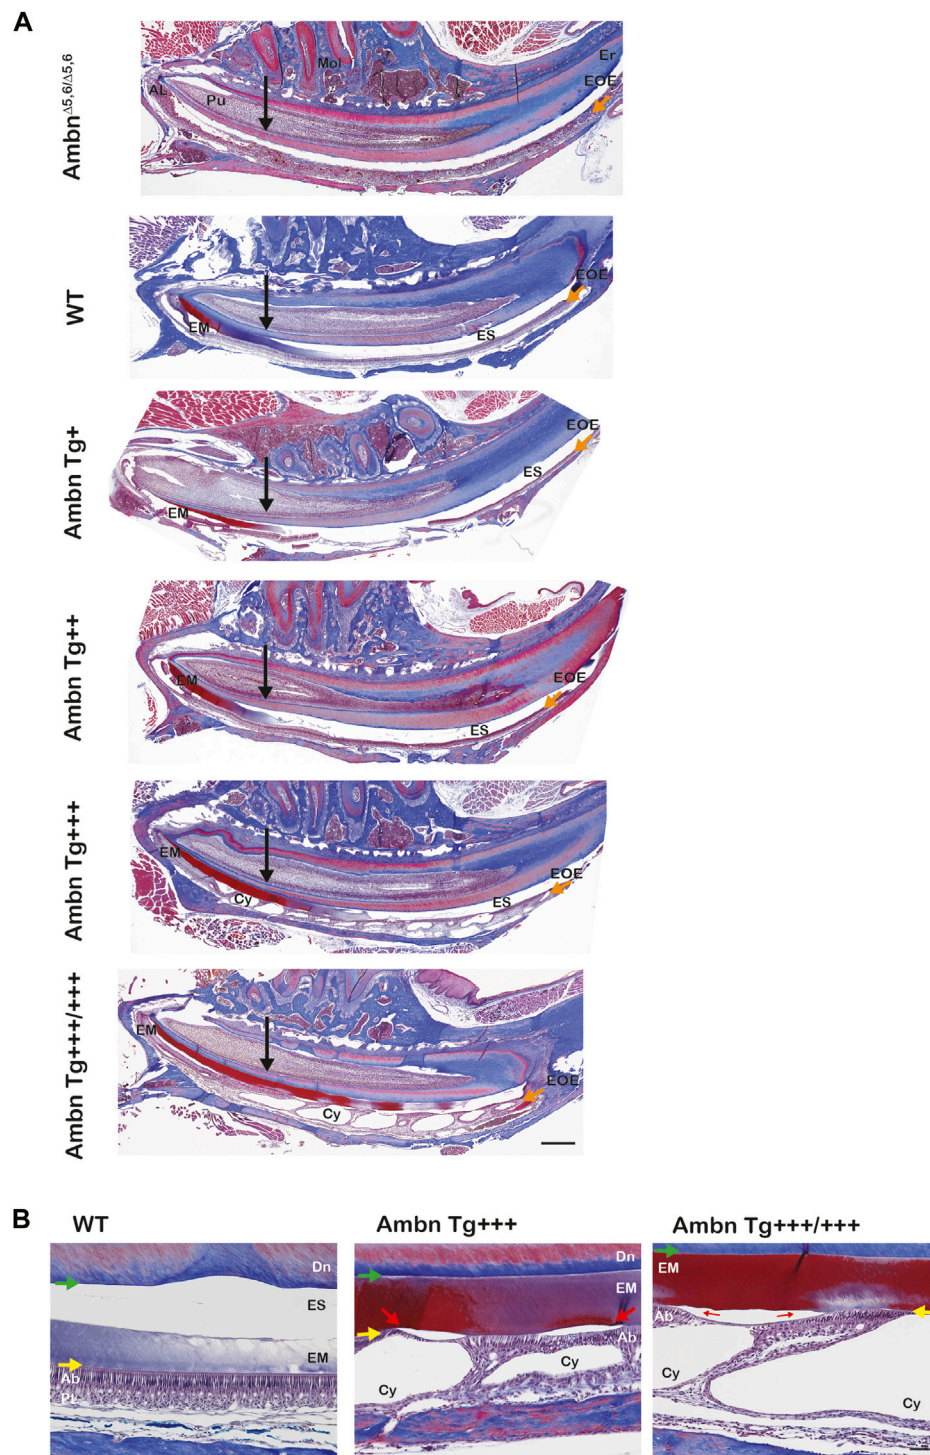 A
Ambn^Δ5,6/Δ5,6
Mol
Er
EOE
AL
Pu
WT
EOE
EM
ES
Ambn Tg+
EOE
ES
EM
Ambn Tg++
EM
EOE
ES
Ambn Tg+++
EM
EOE
Cy
ES
Ambn Tg+++/+++
EM
EOE
Cy
B
WT
Dn
ES
EM
Ab
PL
Ambn Tg+++
Dn
EM
Ab
Cy
Cy
Ambn Tg+++/+++
EM
Ab
Cy
Cy